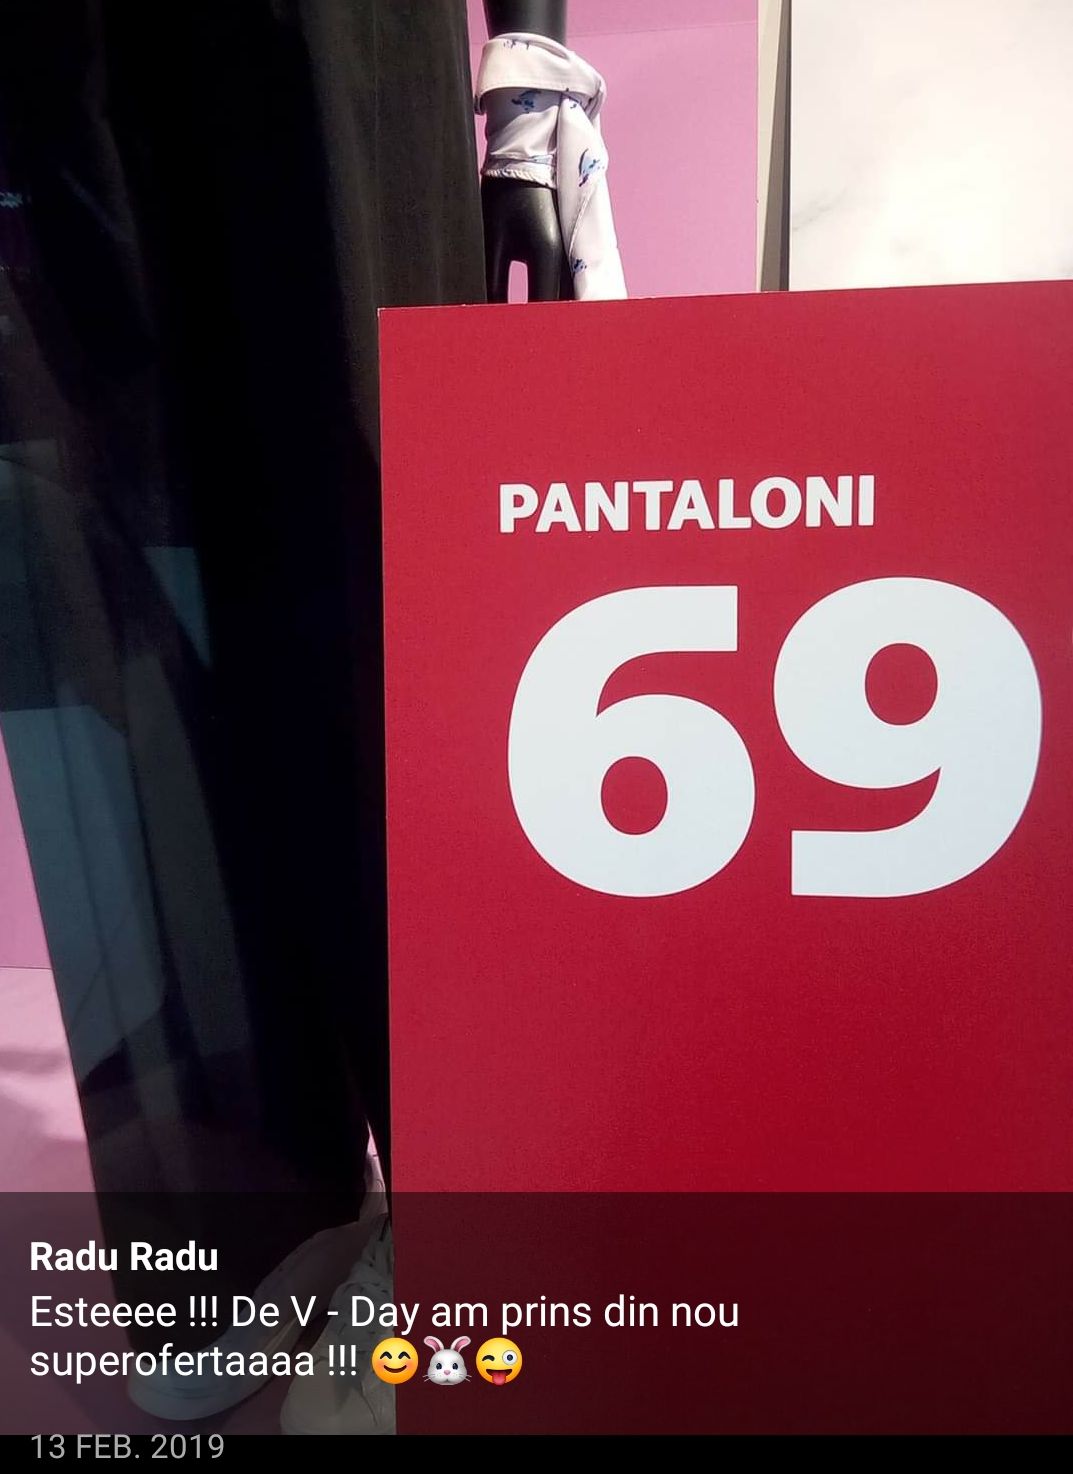 PANTALONI
69
Radu Radu
Esteeee !!! De V - Day am prins din nou
superofertaaaa !!! 😊🐰😜
13 FEB. 2019